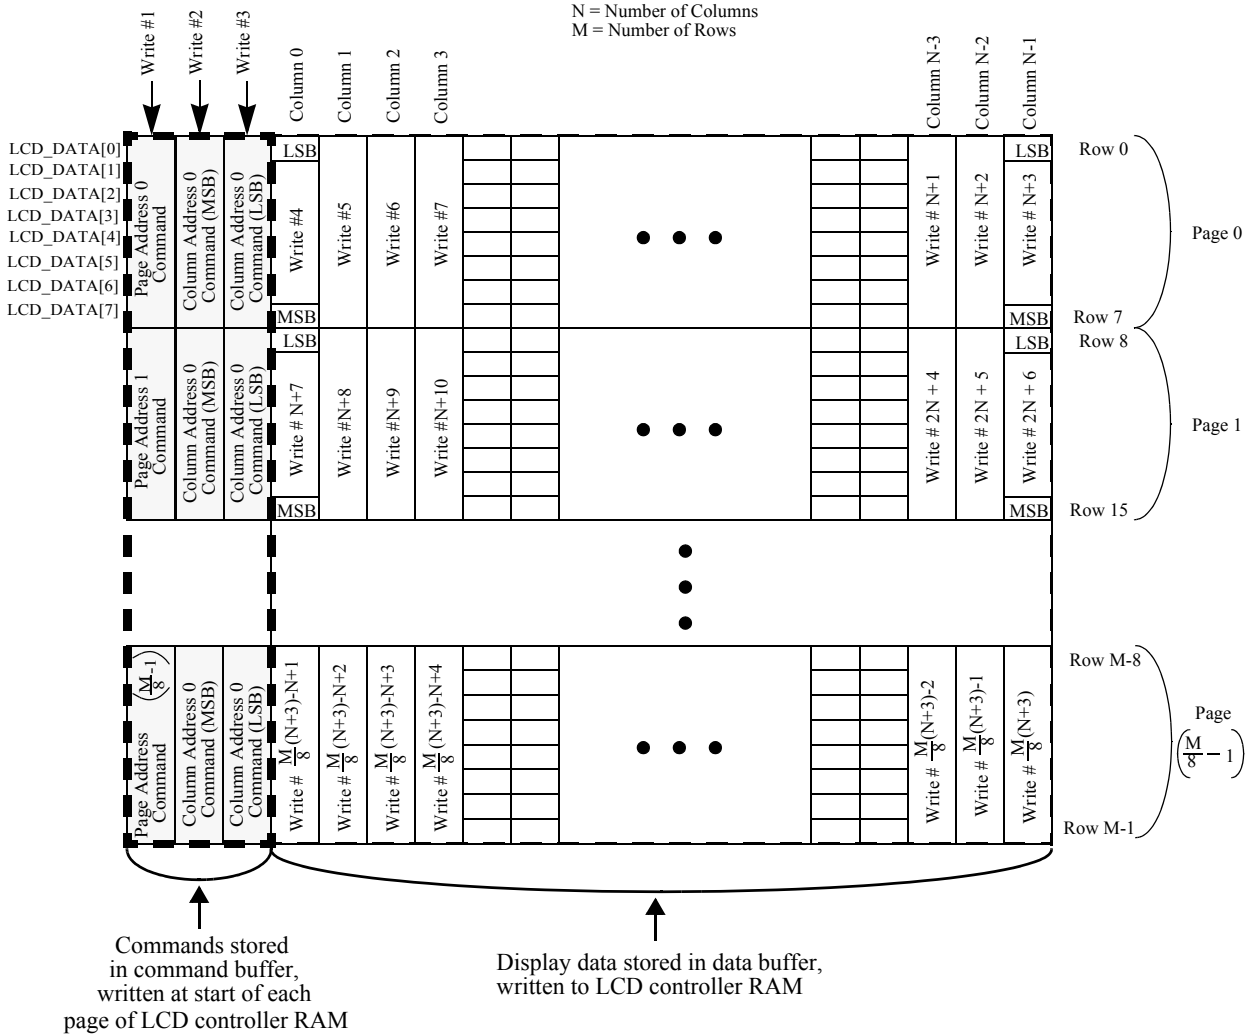 N = Number of Columns
M = Number of Rows
Write #1
Write #2
Write #3
Column 0
Column 1
Column 2
Column 3
Column N-3
Column N-2
Column N-1
LCD_DATA[0]
LCD_DATA[1]
LCD_DATA[2]
LCD_DATA[3]
LCD_DATA[4]
LCD_DATA[5]
LCD_DATA[6]
LCD_DATA[7]
Page Address 0
Command
Column Address 0
Command (MSB)
Column Address 0
Command (LSB)
LSB
Write #4
MSB
Write #5
Write #6
Write #7
Write # N+1
Write # N+2
LSB
Write # N+3
MSB
Row 0
Row 7
Page 0
Page Address 1
Command
Column Address 0
Command (MSB)
Column Address 0
Command (LSB)
LSB
Write # N+7
MSB
Write #N+8
Write #N+9
Write #N+10
Write # 2N + 4
Write # 2N + 5
LSB
Write # 2N + 6
MSB
Row 8
Row 15
Page 1
Page Address (M/8-1)
Command
Column Address 0
Command (MSB)
Column Address 0
Command (LSB)
Write # M/8(N+3)-N+1
Write # M/8(N+3)-N+2
Write # M/8(N+3)-N+3
Write # M/8(N+3)-N+4
Write # M/8(N+3)-2
Write # M/8(N+3)-1
Write # M/8(N+3)
Row M-8
Row M-1
Page
(M/8 – 1)
Commands stored
in command buffer,
written at start of each
page of LCD controller RAM
Display data stored in data buffer,
written to LCD controller RAM